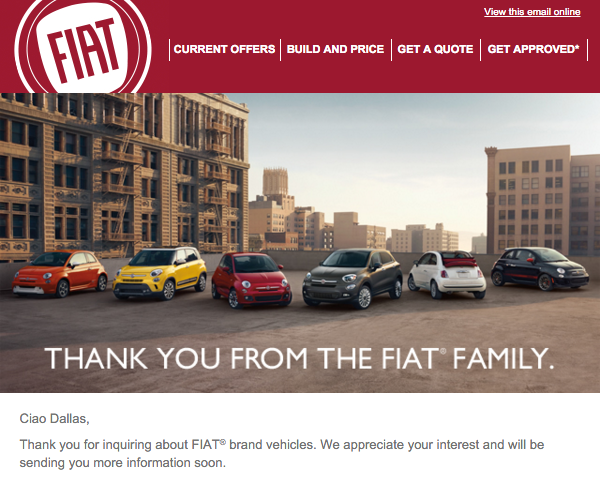 View this email online
FIAT
CURRENT OFFERS
BUILD AND PRICE
GET A QUOTE
GET APPROVED*
THANK YOU FROM THE FIAT® FAMILY.
Ciao Dallas,
Thank you for inquiring about FIAT® brand vehicles. We appreciate your interest and will be
sending you more information soon.